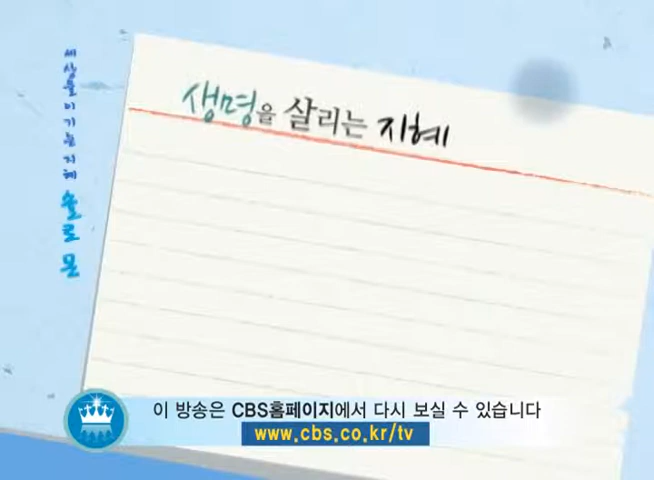 생명을 살리는 지혜
세상을 이기는 지혜 솔로몬
이 방송은 CBS홈페이지에서 다시 보실 수 있습니다
www.cbs.co.kr/tv